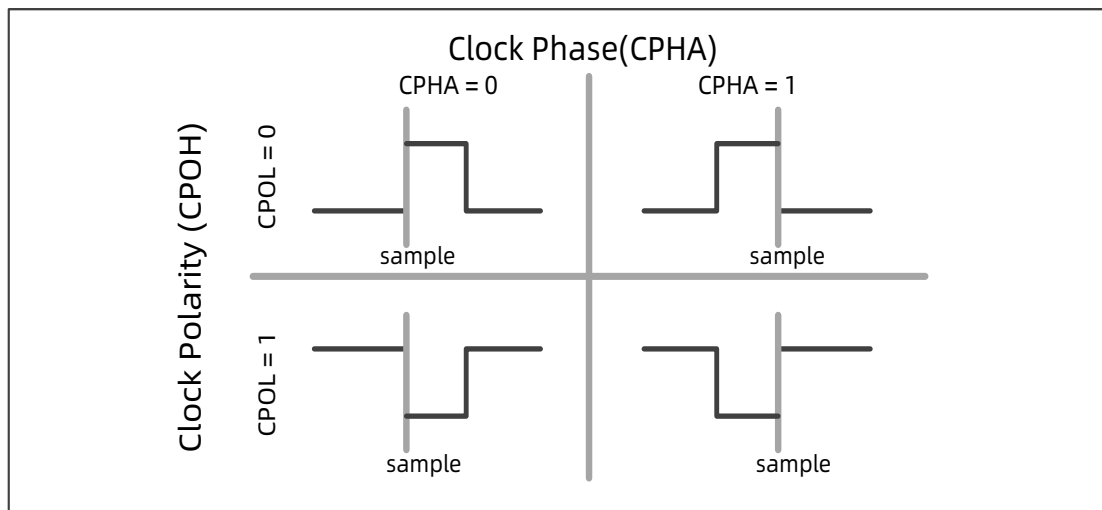 Clock Phase(CPHA)
CPHA = 0
CPHA = 1
Clock Polarity (CPOH)
CPOL = 0
sample
sample
CPOL = 1
sample
sample